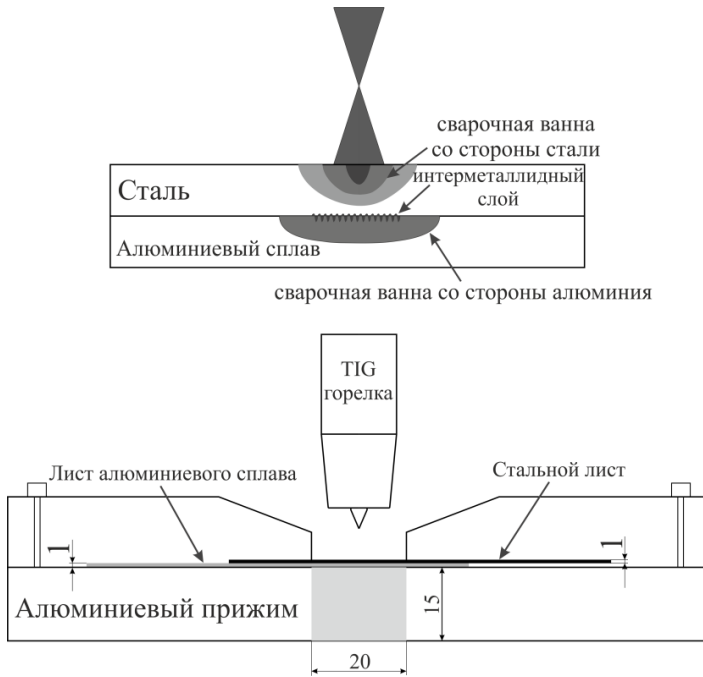 сварочная ванна
со стороны стали
интерметаллидный
слой
Сталь
Алюминиевый сплав
сварочная ванна со стороны алюминия
TIG
горелка
Лист алюминиевого сплава
Стальной лист
1
1
Алюминиевый прижим
15
20